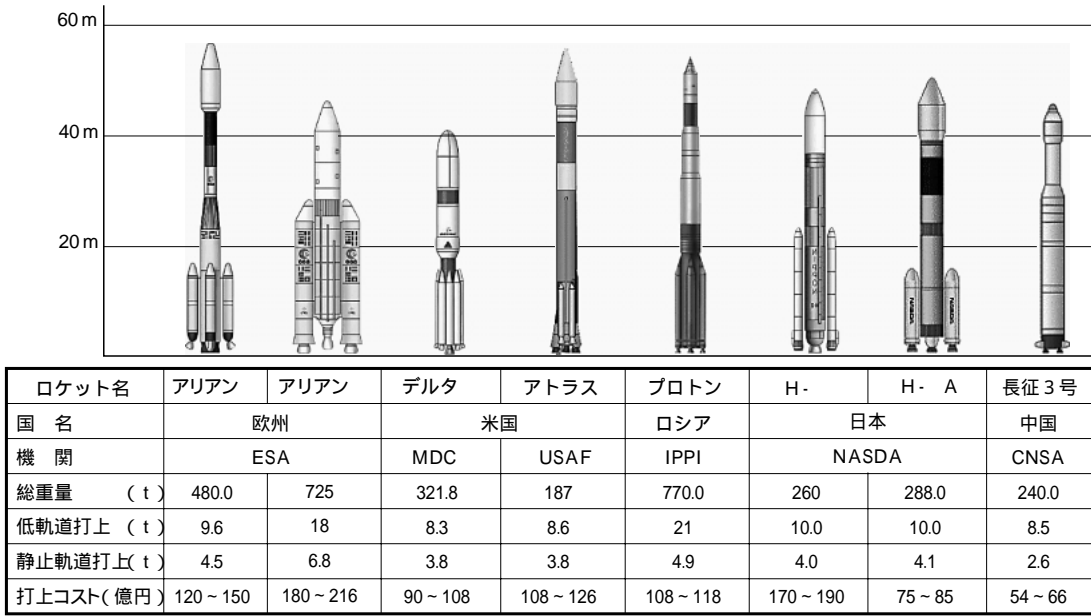 60 m
40 m
20 m
NIPPON
NASDA
NASDA
ロケット名 アリアン アリアン デルタ アトラス プロトン H- H- A 長征3号
国 名 欧州 米国 ロシア 日本 中国
機 関 ESA MDC USAF IPPI NASDA CNSA
総重量 (t) 480.0 725 321.8 187 770.0 260 288.0 240.0
低軌道打上 (t) 9.6 18 8.3 8.6 21 10.0 10.0 8.5
静止軌道打上(t) 4.5 6.8 3.8 3.8 4.9 4.0 4.1 2.6
打上コスト(億円) 120~150 180~216 90~108 108~126 108~118 170~190 75~85 54~66